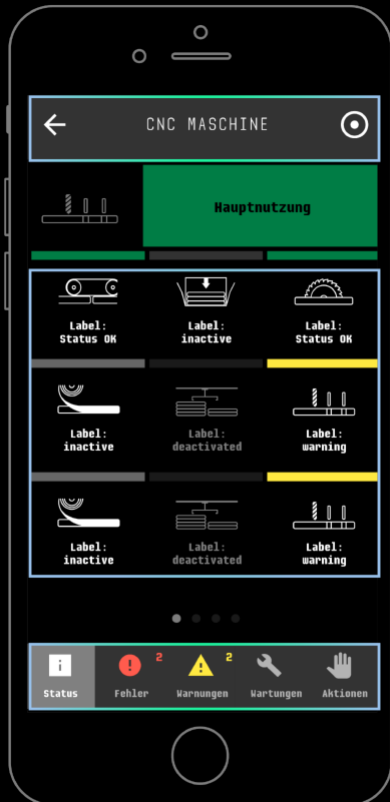 CNC MASCHINE
Hauptnutzung
Label: Label: Label:
Status OK inactive Status OK
Label: Label: Label:
inactive deactivated warning
Label: Label: Label:
inactive deactivated warning
i 2 2
Status Fehler Warnungen Wartungen Aktionen